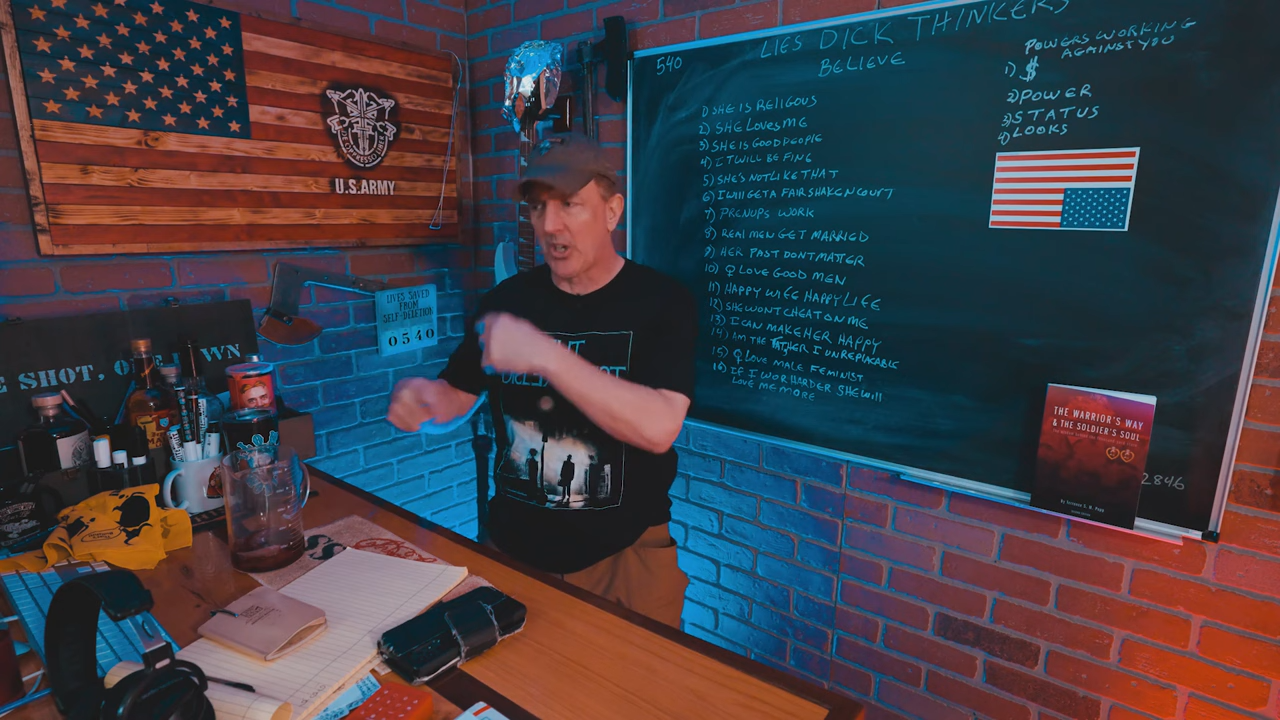 U.S.ARMY
LIVES SAVED
FROM
SELF-DELETION
0540
E SHOT, O
WN
540
LIES DICK THINKERS
BELIEVE
1) SHE IS RELIGOUS
2) SHE LOVES ME
3) SHE IS GOOD PEOPLE
4) IT WILL BE FINE
5) SHE'S NOT LIKE THAT
6) I WILL GET A FAIR SHAKE N COURT
7) PRENUPS WORK
8) REAL MEN GET MARRIED
9) HER PAST DONT MATTER
10) ♀ LOVE GOOD MEN
11) HAPPY WIFE HAPPY LIFE
12) SHE WONT CHEAT ON ME
13) I CAN MAKE HER HAPPY
14) I AM THE FATHER I UNREPLACABLE
15) ♀ LOVE MALE FEMINIST
16) IF I WOR HARDER SHE WILL
LOVE ME MORE
POWERS WORKING
AGAINST YOU
1) $
2) POWER
3) STATUS
4) LOOKS
THE WARRIOR'S WAY
& THE SOLDIER'S SOUL
2846